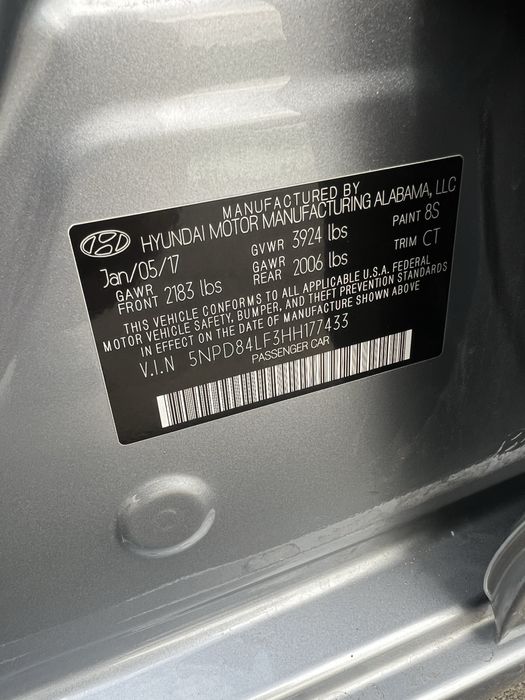 MANUFACTURED BY
HYUNDAI MOTOR MANUFACTURING ALABAMA, LLC
Jan/05/17 GVWR 3924 lbs PAINT 8S
GAWR FRONT 2183 lbs GAWR REAR 2006 lbs TRIM CT
THIS VEHICLE CONFORMS TO ALL APPLICABLE U.S.A. FEDERAL
MOTOR VEHICLE SAFETY, BUMPER, AND THEFT PREVENTION STANDARDS
IN EFFECT ON THE DATE OF MANUFACTURE SHOWN ABOVE
V.I.N 5NPD84LF3HH177433
PASSENGER CAR